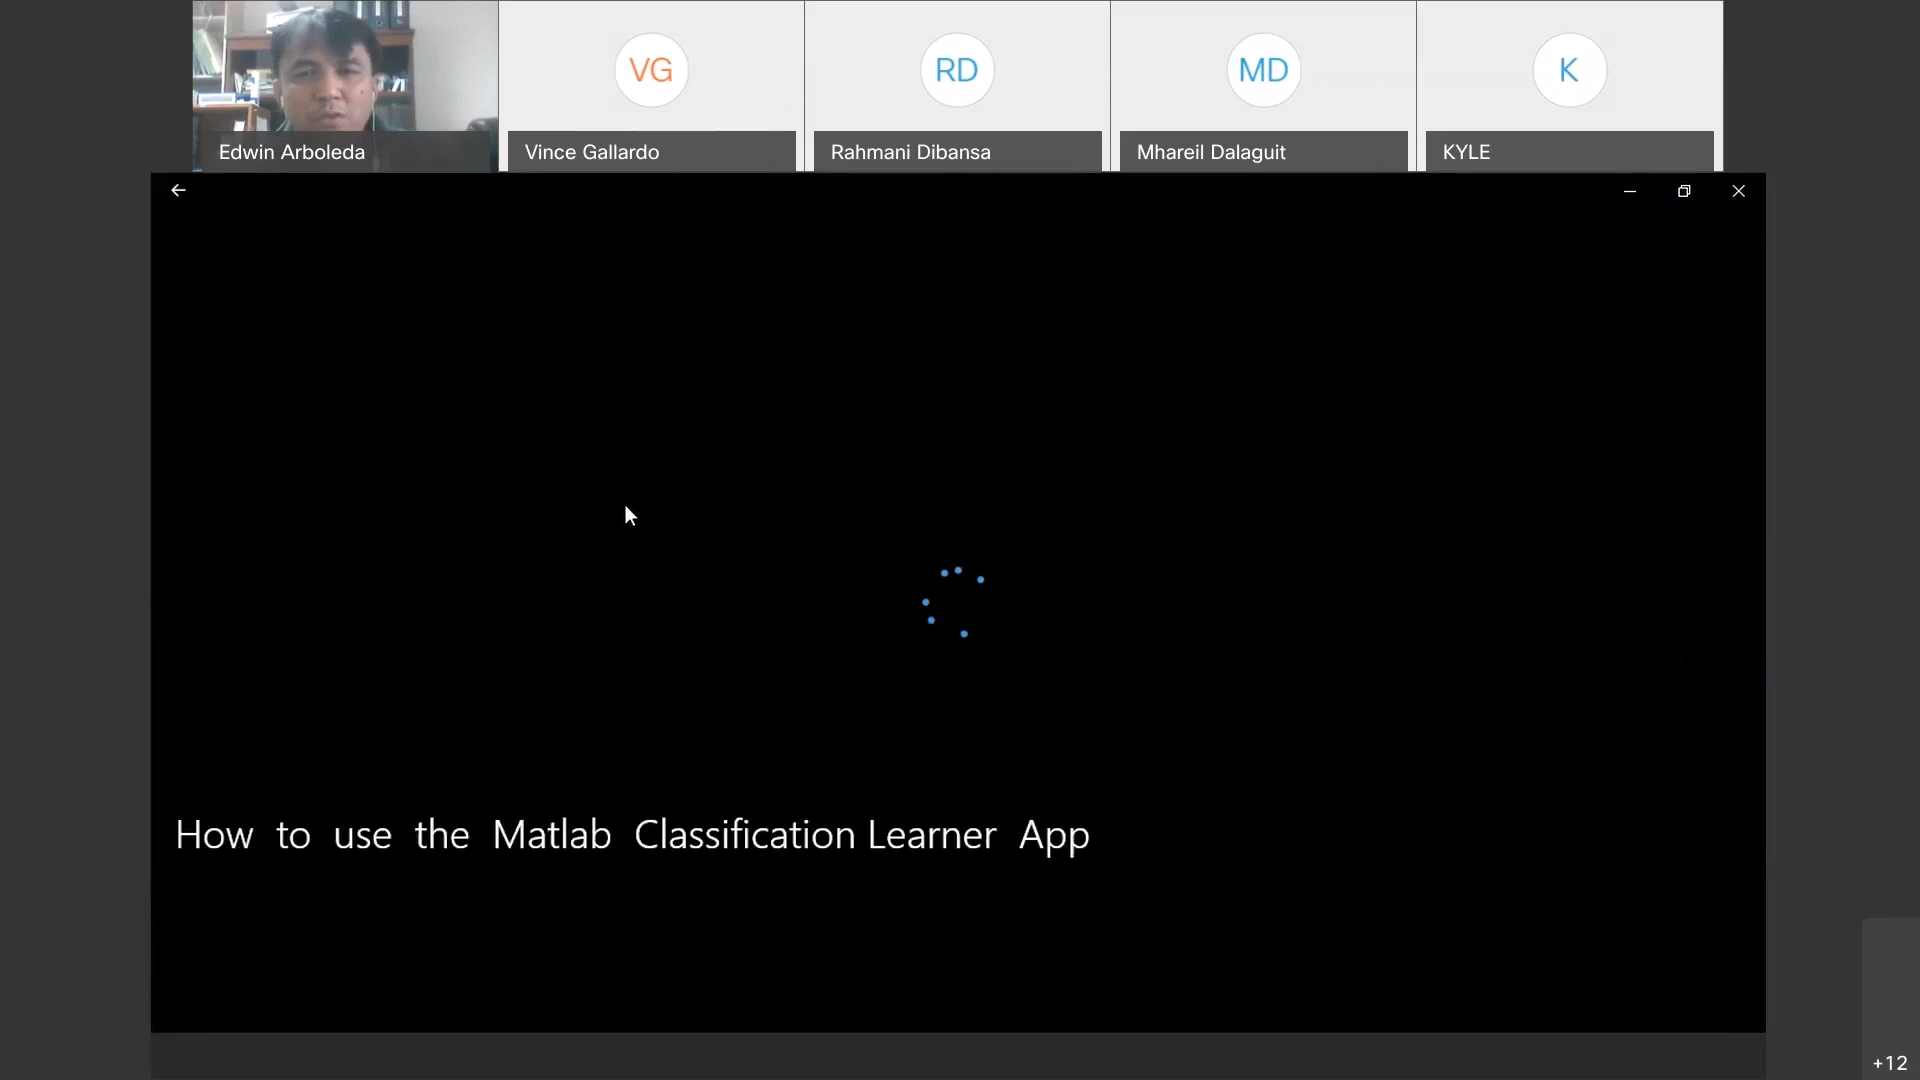 VG
RD
MD
K
Edwin Arboleda
Vince Gallardo
Rahmani Dibansa
Mhareil Dalaguit
KYLE
How to use the Matlab Classification Learner App
+12